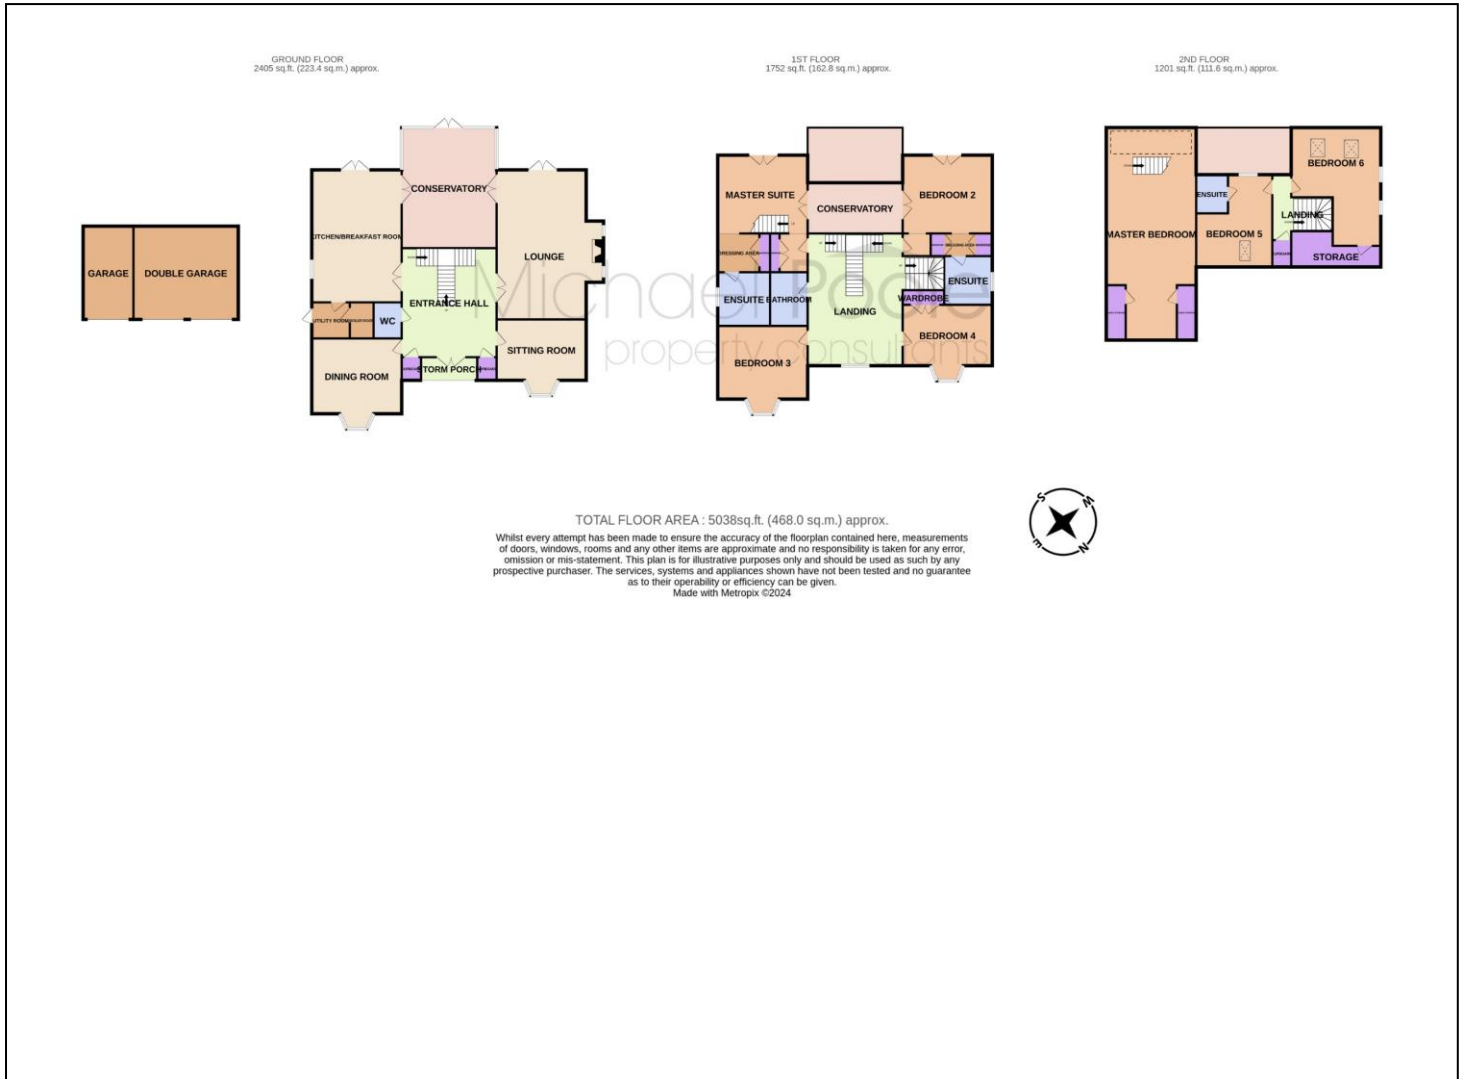 GROUND FLOOR
2405 sq.ft. (223.4 sq.m.) approx.
1ST FLOOR
1752 sq.ft. (162.8 sq.m.) approx.
2ND FLOOR
1201 sq.ft. (111.6 sq.m.) approx.
GARAGE
DOUBLE GARAGE
CONSERVATORY
KITCHEN/BREAKFAST ROOM
LOUNGE
ENTRANCE HALL
UTILITY ROOM
WC
SITTING ROOM
DINING ROOM
STORM PORCH
MASTER SUITE
CONSERVATORY
BEDROOM 2
DRESSING AREA
DRESSING AREA
ENSUITE
BATHROOM
ENSUITE
WARDROBE
LANDING
BEDROOM 4
BEDROOM 3
BEDROOM 6
ENSUITE
LANDING
MASTER BEDROOM
BEDROOM 5
STORAGE
Michael Poole
property consultants
S
W
E
N
TOTAL FLOOR AREA : 5038sq.ft. (468.0 sq.m.) approx.
Whilst every attempt has been made to ensure the accuracy of the floorplan contained here, measurements
of doors, windows, rooms and any other items are approximate and no responsibility is taken for any error,
omission or mis-statement. This plan is for illustrative purposes only and should be used as such by any
prospective purchaser. The services, systems and appliances shown have not been tested and no guarantee
as to their operability or efficiency can be given.
Made with Metropix ©2024